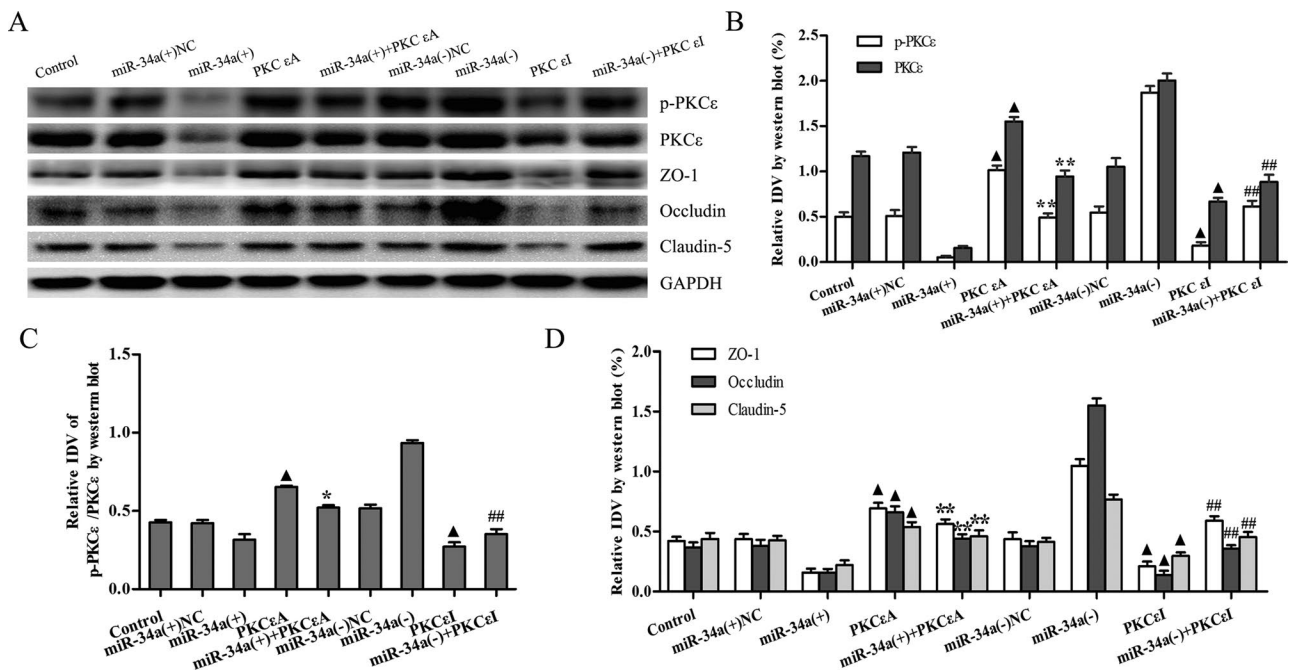 A
Control
miR-34a(+)NC
miR-34a(+)
PKC εA
miR-34a(+)+PKC εA
miR-34a(-)NC
miR-34a(-)
PKC εI
miR-34a(-)+PKC εI
p-PKCε
PKCε
ZO-1
Occludin
Claudin-5
GAPDH
B
Relative IDV by western blot (%)
2.5
2.0
1.5
1.0
0.5
0.0
p-PKCε
PKCε
▲
▲
**
**
▲
▲
##
##
Control
miR-34a(+)NC
miR-34a(+)
PKC εA
miR-34a(+)+PKC εA
miR-34a(-)NC
miR-34a(-)
PKC εI
miR-34a(-)+PKC εI
C
Relative IDV of
p-PKCε /PKCε by westerm blot
1.5
1.0
0.5
0.0
▲
*
▲
##
Control
miR-34a(+)NC
miR-34a(+)
PKCεA
miR-34a(+)+PKCεA
miR-34a(-)NC
miR-34a(-)
PKCεI
miR-34a(-)+PKCεI
D
Relative IDV by western blot (%)
2.0
1.5
1.0
0.5
0.0
ZO-1
Occludin
Claudin-5
▲
▲
▲
**
**
**
▲
▲
▲
##
##
##
Control
miR-34a(+)NC
miR-34a(+)
PKCεA
miR-34a(+)+PKCεA
miR-34a(-)NC
miR-34a(-)
PKCεI
miR-34a(-)+PKCεI